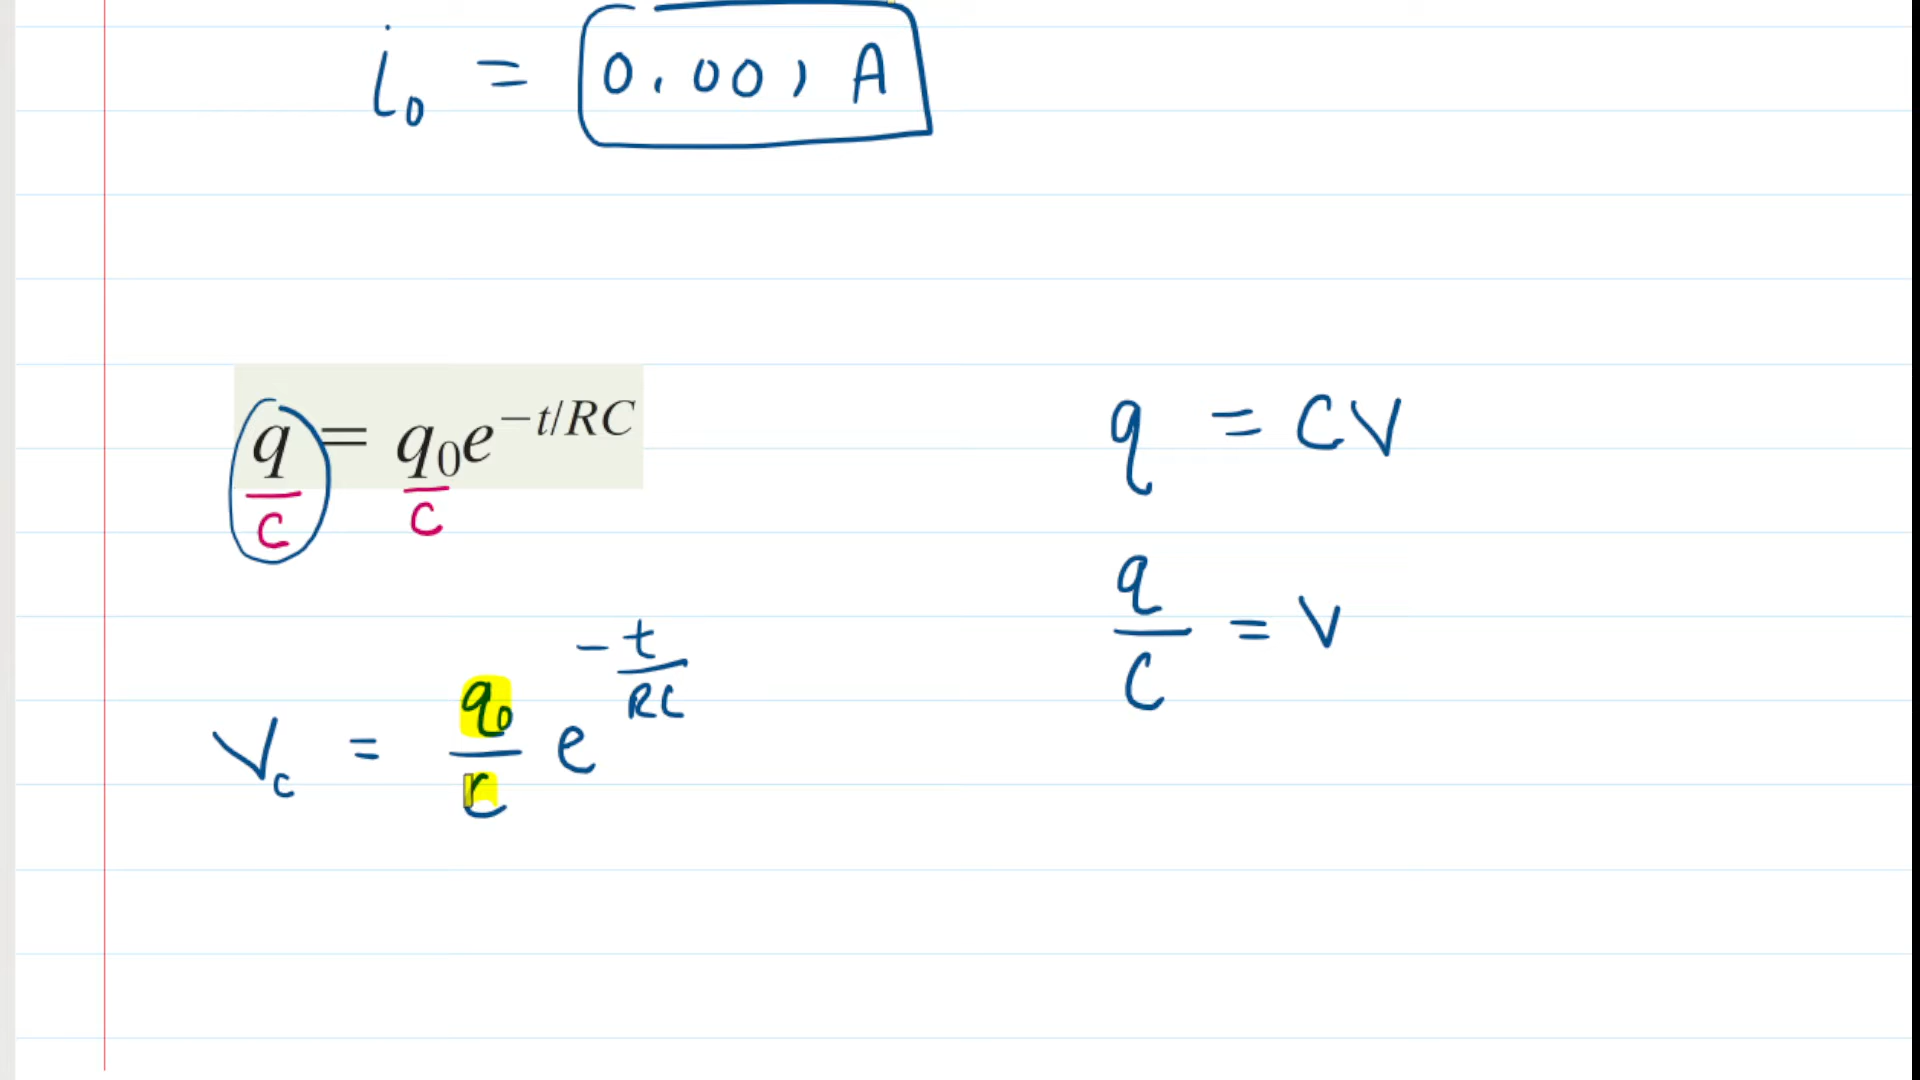 i₀ = 0.001 A
q = q₀e^(−t/RC)
c c
q = CV
q/C = V
V_c = q₀/C e^(−t/RC)